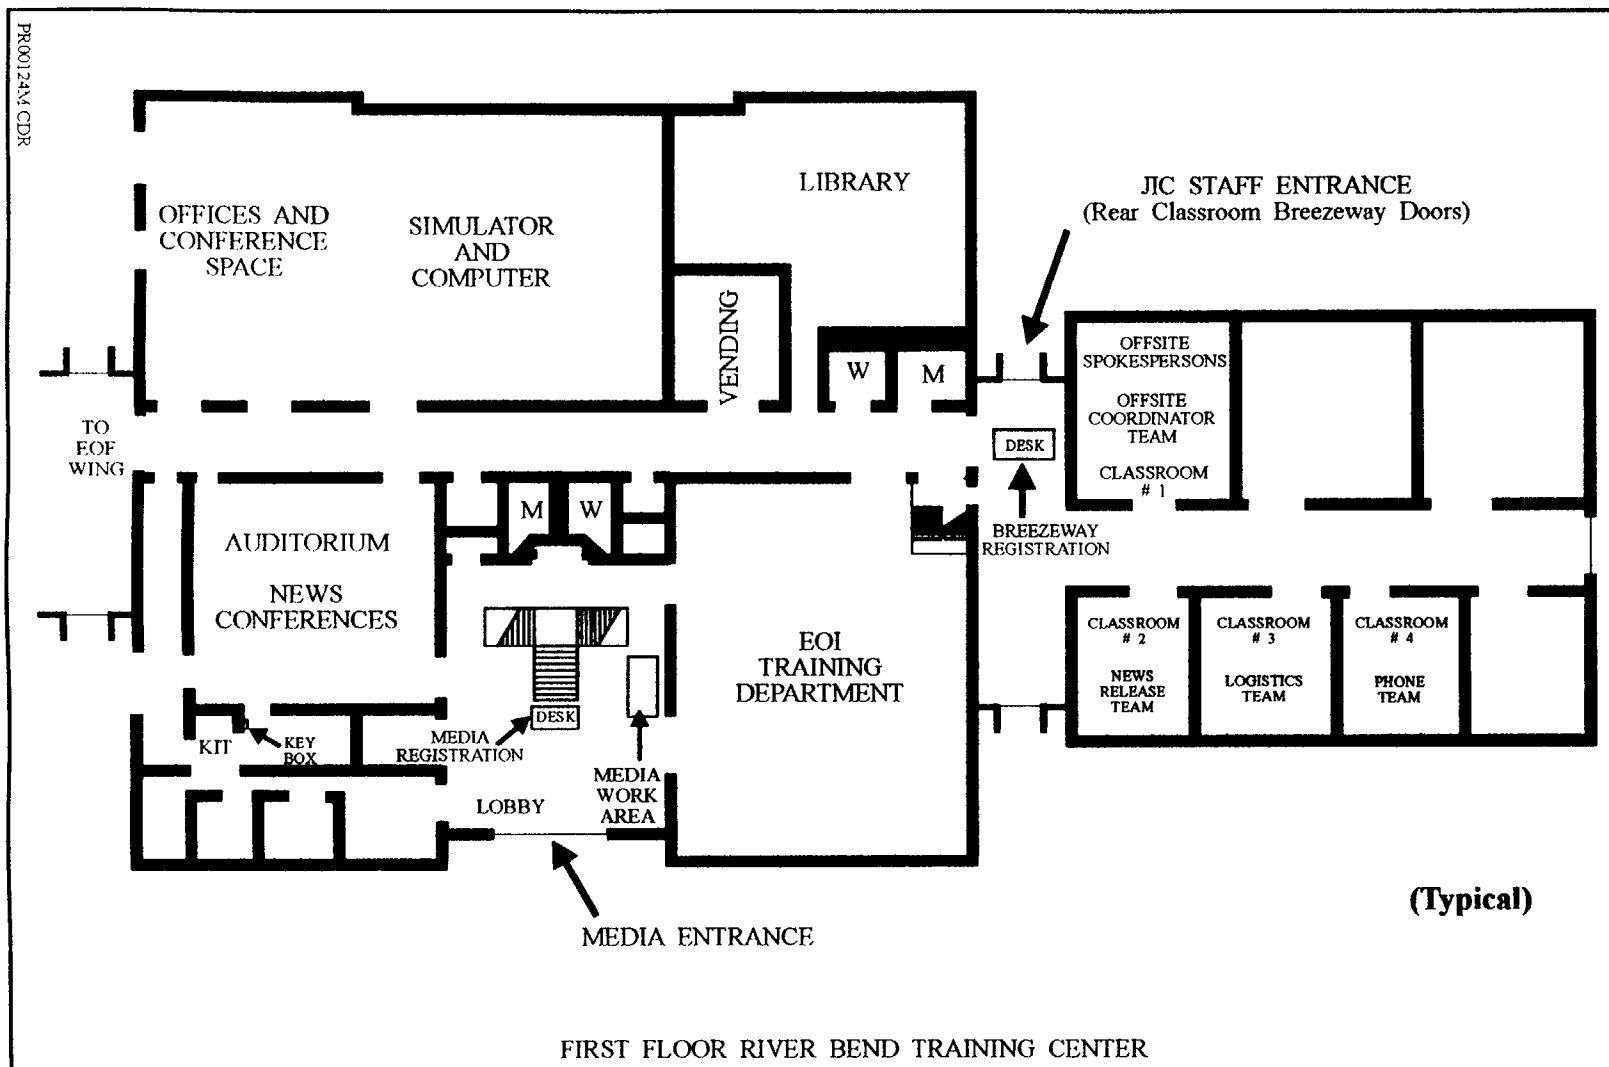 PR00124M.CDR
LIBRARY
JIC STAFF ENTRANCE
(Rear Classroom Breezeway Doors)
OFFICES AND
CONFERENCE
SPACE
SIMULATOR
AND
COMPUTER
VENDING
W
M
OFFSITE
SPOKESPERSONS
OFFSITE
COORDINATOR
TEAM
CLASSROOM
# 1
TO
EOF
WING
DESK
BREEZEWAY
REGISTRATION
M
W
AUDITORIUM
NEWS
CONFERENCES
EOI
TRAINING
DEPARTMENT
CLASSROOM
# 2
NEWS
RELEASE
TEAM
CLASSROOM
# 3
LOGISTICS
TEAM
CLASSROOM
# 4
PHONE
TEAM
DESK
MEDIA
REGISTRATION
KIT
KEY
BOX
MEDIA
WORK
AREA
LOBBY
MEDIA ENTRANCE
(Typical)
FIRST FLOOR RIVER BEND TRAINING CENTER